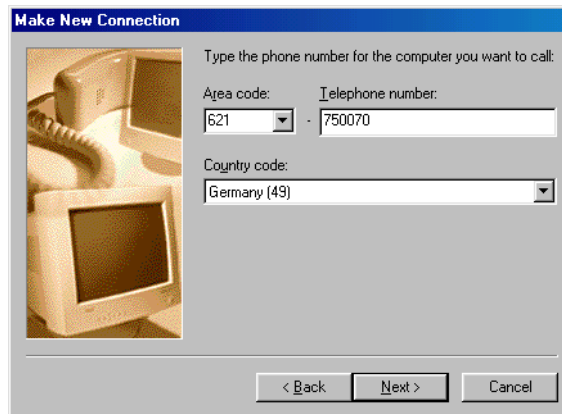 Make New Connection
Type the phone number for the computer you want to call:
Area code: Telephone number:
621 - 750070
Country code:
Germany (49)
< Back Next > Cancel